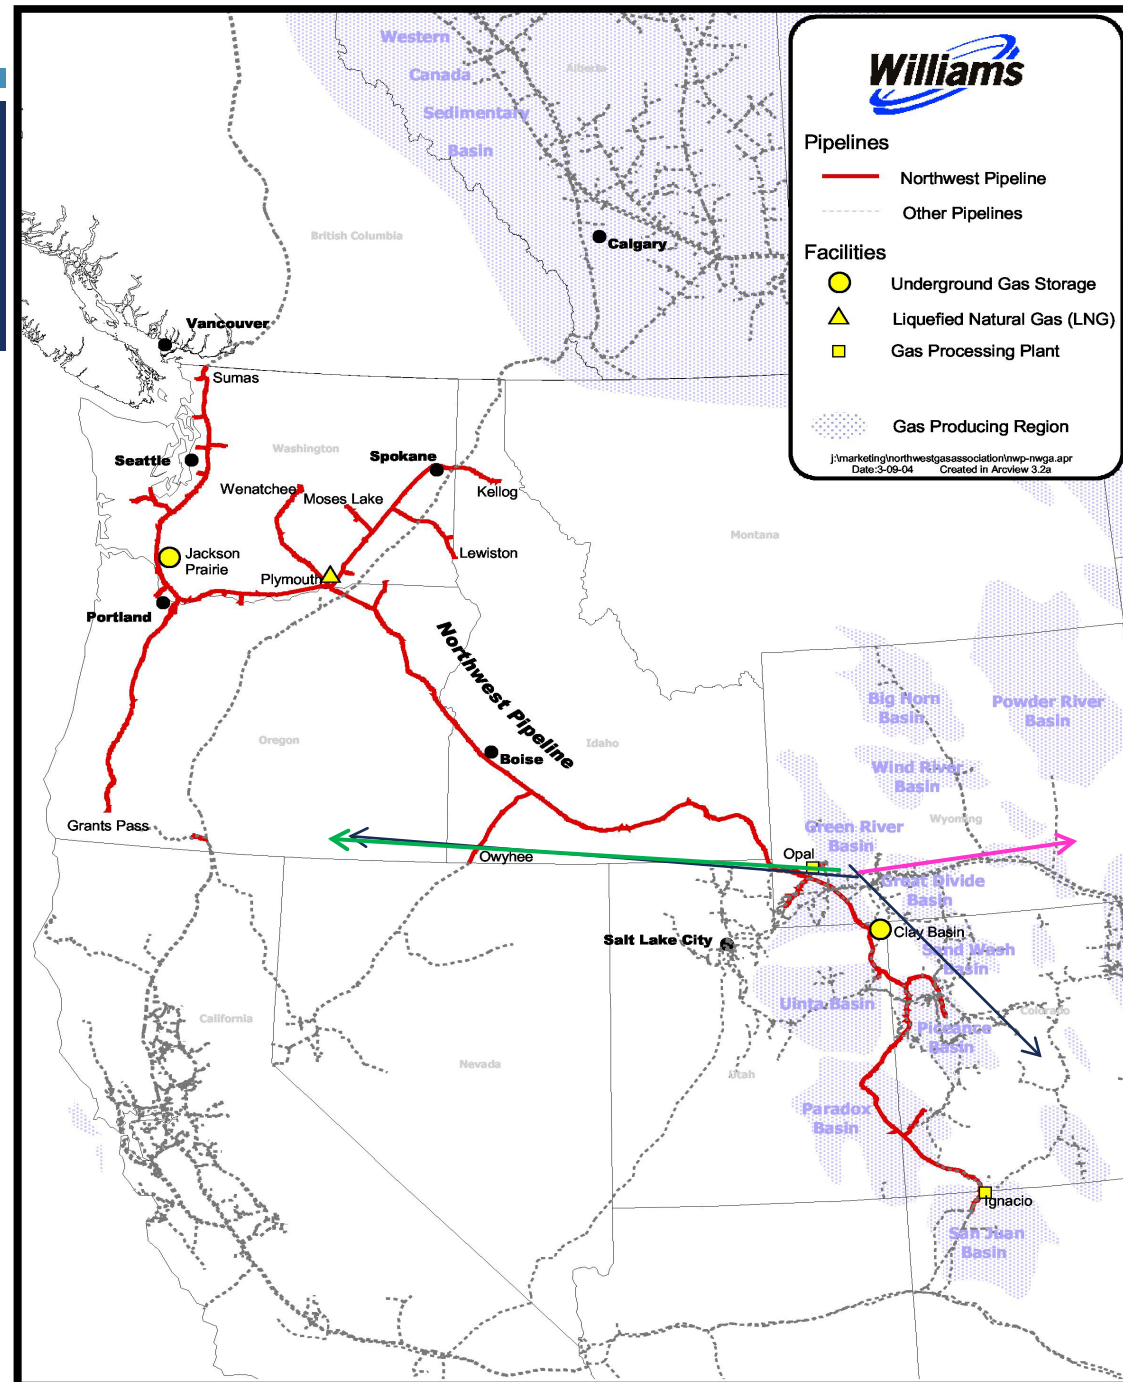 Western
Canada
Alberta
Sedimentary
Basin
British Columbia
Calgary
Vancouver
Sumas
Washington
Seattle
Spokane
Wenatchee
Moses Lake
Kellog
Lewiston
Jackson
Prairie
Plymouth
Portland
Montana
Northwest Pipeline
Oregon
Boise
Idaho
Grants Pass
Owyhee
Big Horn
Basin
Powder River
Basin
Wind River
Basin
Wyoming
Green River
Basin
Opal
Great Divide
Basin
Clay Basin
Sand Wash
Basin
Salt Lake City
Uinta Basin
Piceance
Basin
Colorado
California
Nevada
Utah
Paradox
Basin
Ignacio
San Juan
Basin
Williams
Pipelines
Northwest Pipeline
Other Pipelines
Facilities
Underground Gas Storage
Liquefied Natural Gas (LNG)
Gas Processing Plant
Gas Producing Region
j:\marketing\northwestgasassociation\nwp-nwga.apr
Date:3-09-04 Created in Arcview 3.2a